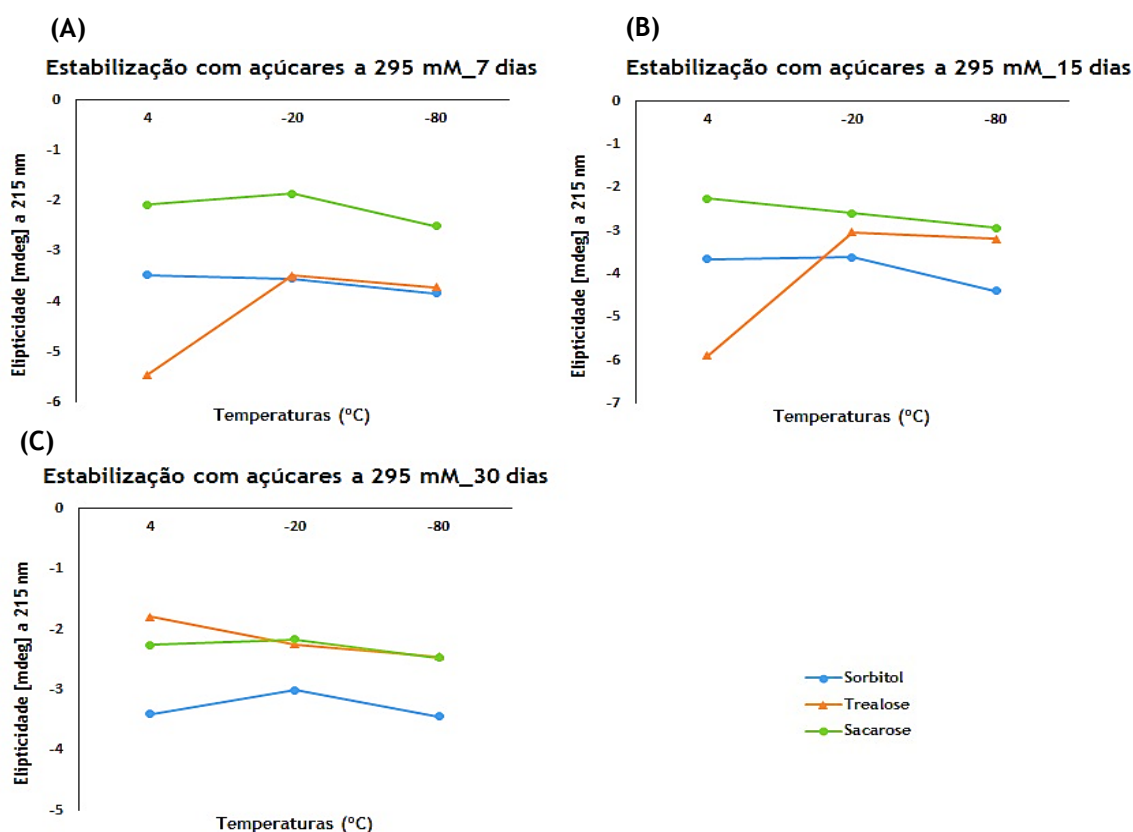 (A)
Estabilização com açúcares a 295 mM_7 dias
0
4
-20
-80
-1
-2
-3
-4
-5
-6
Elipticidade [mdeg] a 215 nm
Temperaturas (ºC)
(B)
Estabilização com açúcares a 295 mM_15 dias
0
4
-20
-80
-1
-2
-3
-4
-5
-6
-7
Elipticidade [mdeg] a 215 nm
Temperaturas (ºC)
(C)
Estabilização com açúcares a 295 mM_30 dias
0
4
-20
-80
-1
-2
-3
-4
-5
Elipticidade [mdeg] a 215 nm
Temperaturas (ºC)
Sorbitol
Trealose
Sacarose